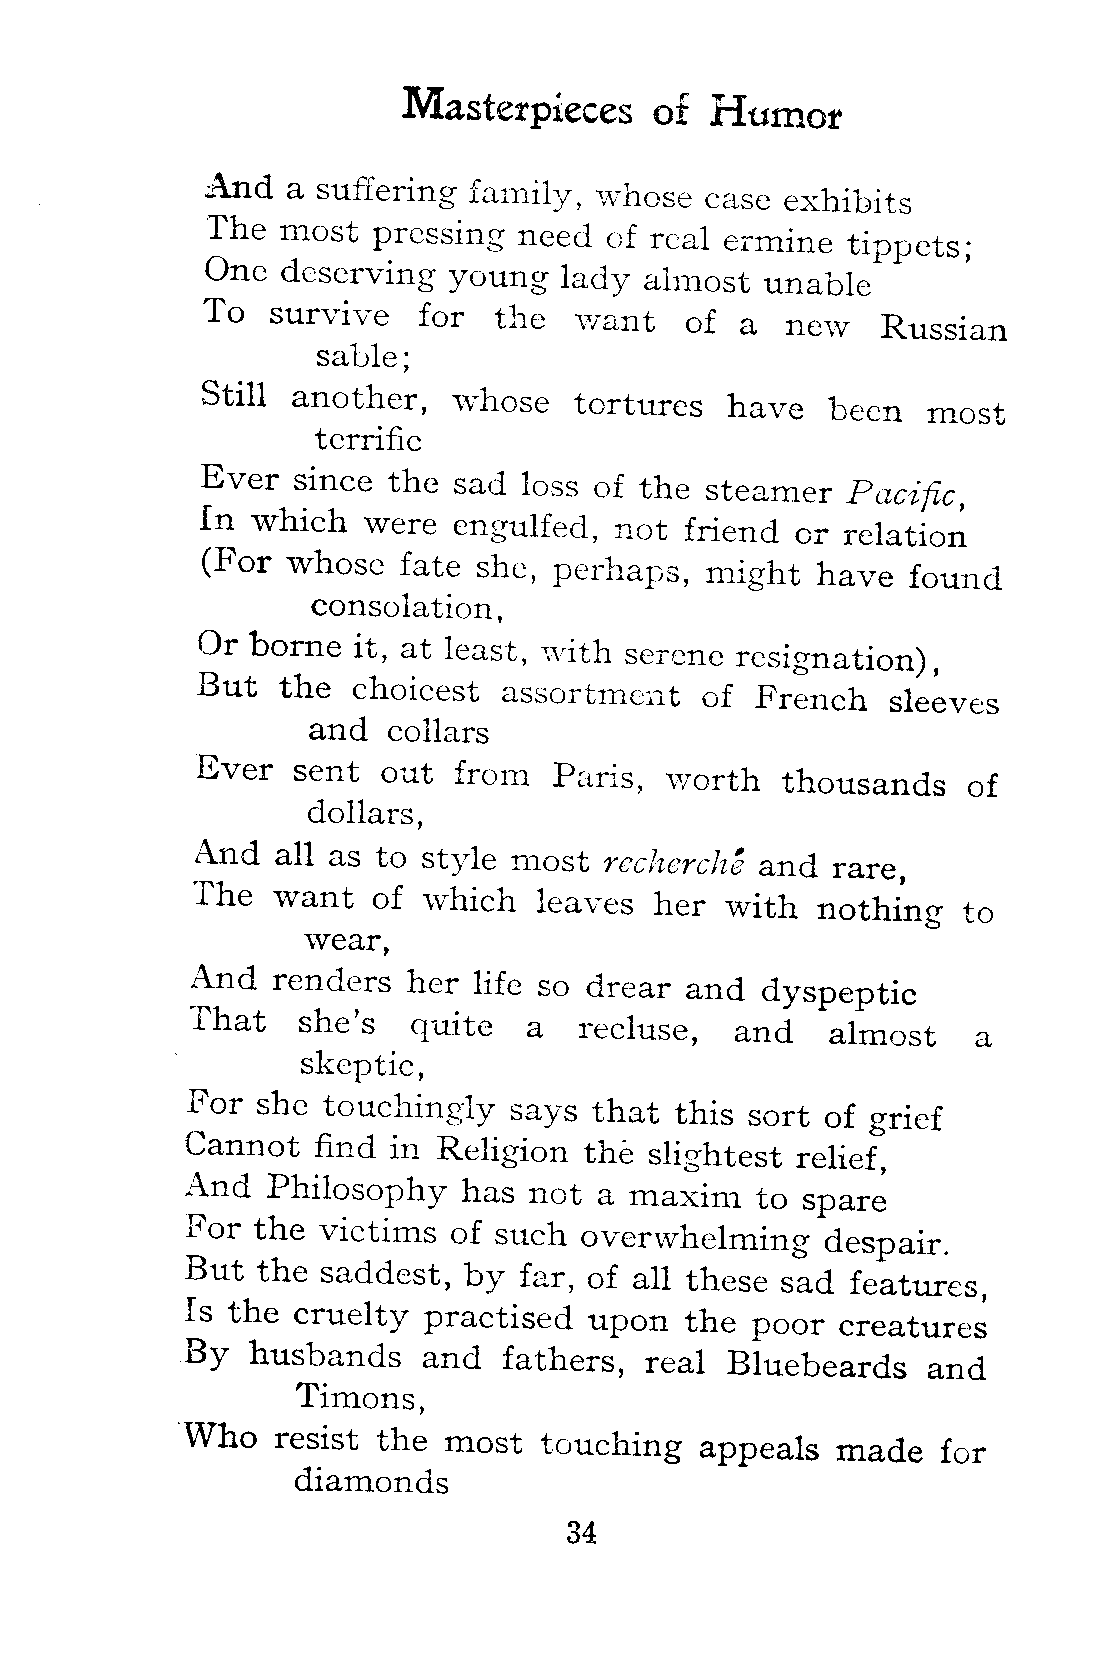 Masterpieces of Humor
And a suffering family, whose case exhibits
The most pressing need of real ermine tippets;
One deserving young lady almost unable
To survive for the want of a new Russian
sable;
Still another, whose tortures have been most
terrific
Ever since the sad loss of the steamer Pacific,
In which were engulfed, not friend or relation
(For whose fate she, perhaps, might have found
consolation,
Or borne it, at least, with serene resignation),
But the choicest assortment of French sleeves
and collars
Ever sent out from Paris, worth thousands of
dollars,
And all as to style most recherché and rare,
The want of which leaves her with nothing to
wear,
And renders her life so drear and dyspeptic
That she's quite a recluse, and almost a
skeptic,
For she touchingly says that this sort of grief
Cannot find in Religion the slightest relief,
And Philosophy has not a maxim to spare
For the victims of such overwhelming despair.
But the saddest, by far, of all these sad features,
Is the cruelty practised upon the poor creatures
By husbands and fathers, real Bluebeards and
Timons,
Who resist the most touching appeals made for
diamonds
34